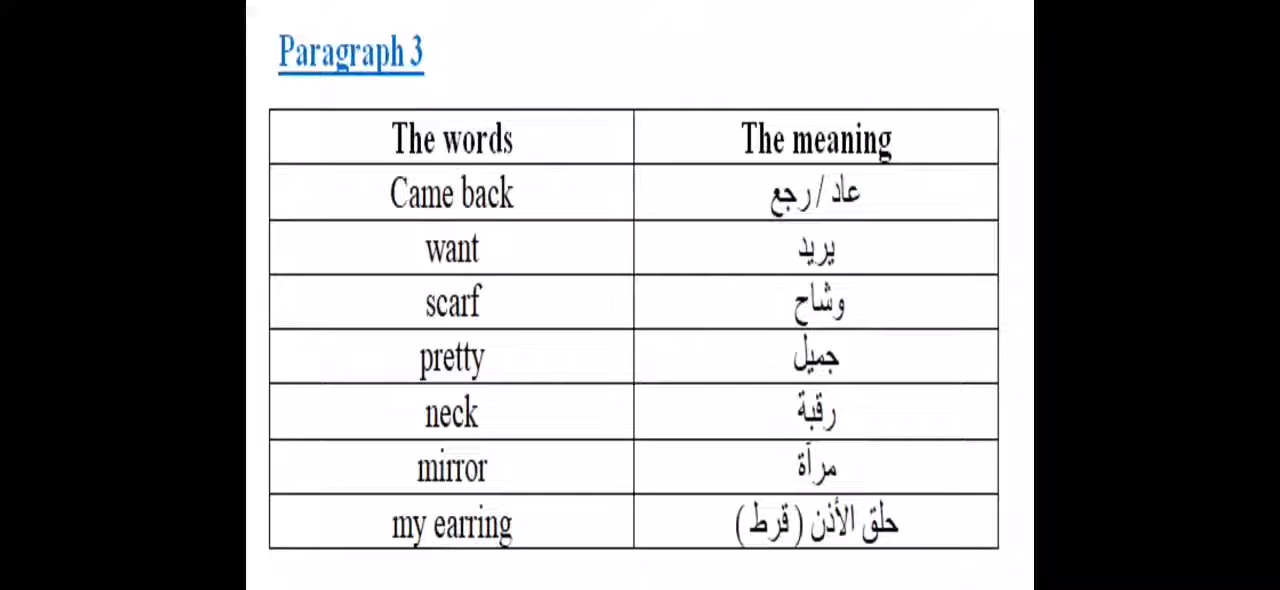 Paragraph 3
The words The meaning
Came back عاد / رجع
want يريد
scarf وشاح
pretty جميل
neck رقبة
mirror مرآة
my earring حلق الأذن ( قرط )